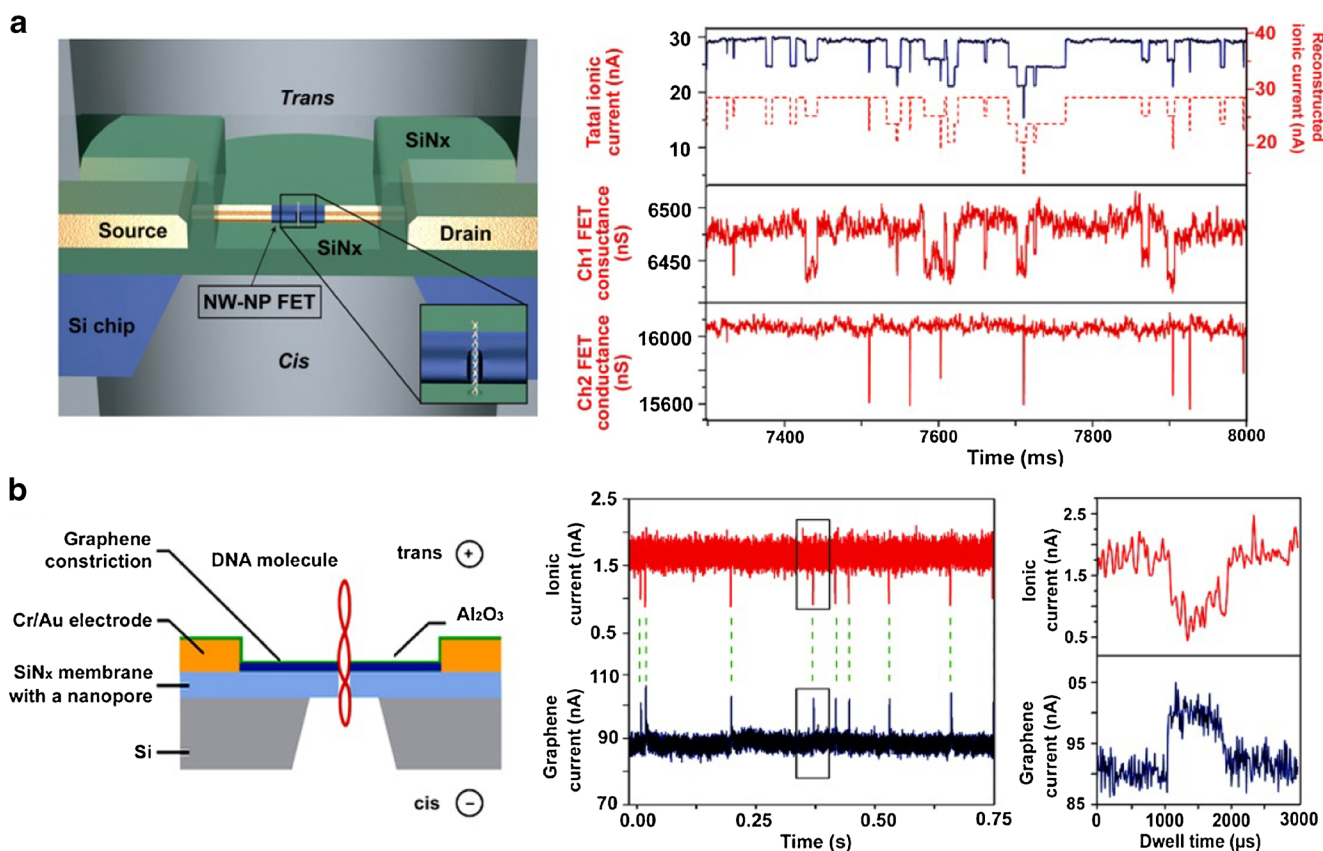 a
Trans
SiNx
Source
SiNx
Drain
NW-NP FET
Si chip
Cis
Tatal ionic
current (nA)
30
20
10
Reconstructed
ionic current (nA)
40
30
20
Ch1 FET
consuctance
(nS)
6500
6450
Ch2 FET
conductance
(nS)
16000
15600
7400 7600 7800 8000
Time (ms)
b
Graphene
constriction
DNA molecule
trans +
Cr/Au electrode
Al₂O₃
SiNx membrane
with a nanopore
Si
cis −
Ionic
current (nA)
2.5
1.5
0.5
Graphene
current (nA)
110
90
70
0.00 0.25 0.50 0.75
Time (s)
Ionic
current (nA)
2.5
1.5
0.5
Graphene
current (nA)
05
95
85
0 1000 2000 3000
Dwell time (µs)